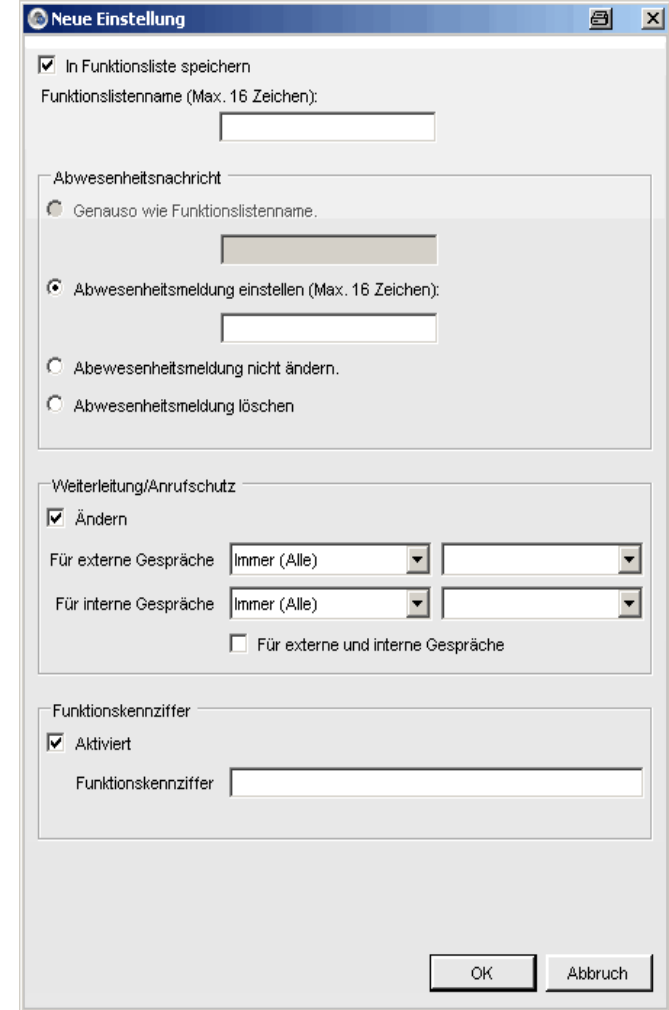 Neue Einstellung
In Funktionsliste speichern
Funktionslistenname (Max. 16 Zeichen):
Abwesenheitsnachricht
Genauso wie Funktionslistenname.
Abwesenheitsmeldung einstellen (Max. 16 Zeichen):
Abewesenheitsmeldung nicht ändern.
Abwesenheitsmeldung löschen
Weiterleitung/Anrufschutz
Ändern
Für externe Gespräche Immer (Alle)
Für interne Gespräche Immer (Alle)
Für externe und interne Gespräche
Funktionskennziffer
Aktiviert
Funktionskennziffer
OK Abbruch